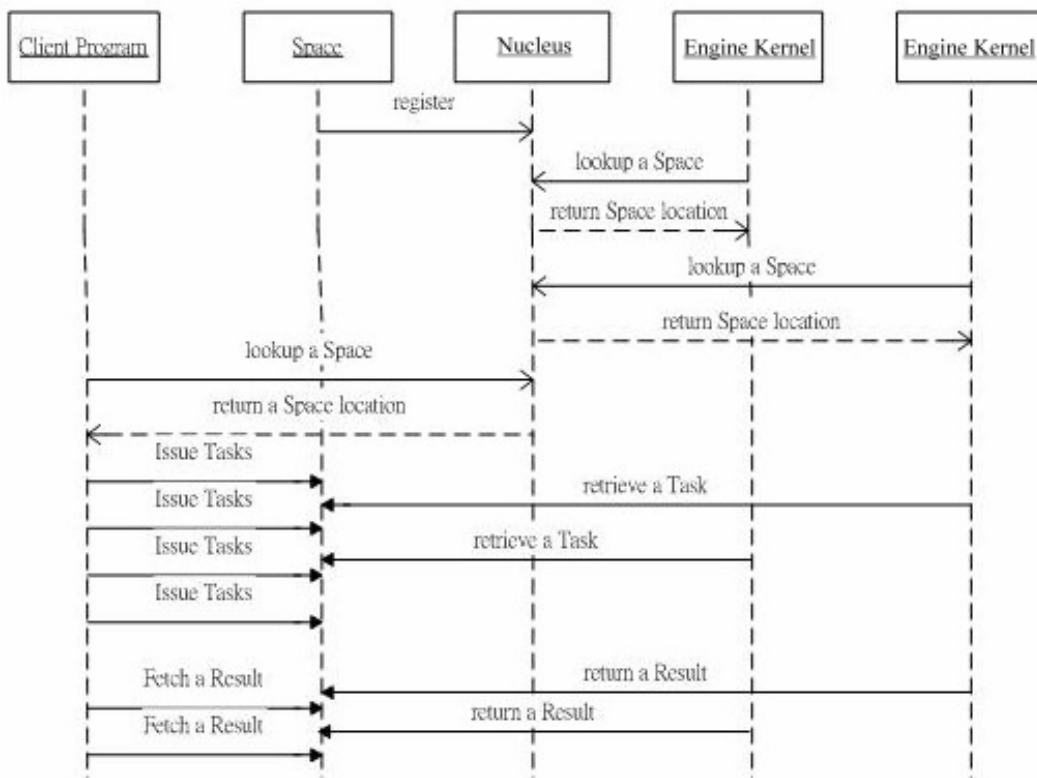 Client Program
Space
Nucleus
Engine Kernel
Engine Kernel
register
lookup a Space
return Space location
lookup a Space
return Space location
lookup a Space
return a Space location
Issue Tasks
retrieve a Task
Issue Tasks
retrieve a Task
Issue Tasks
Issue Tasks
return a Result
Fetch a Result
return a Result
Fetch a Result